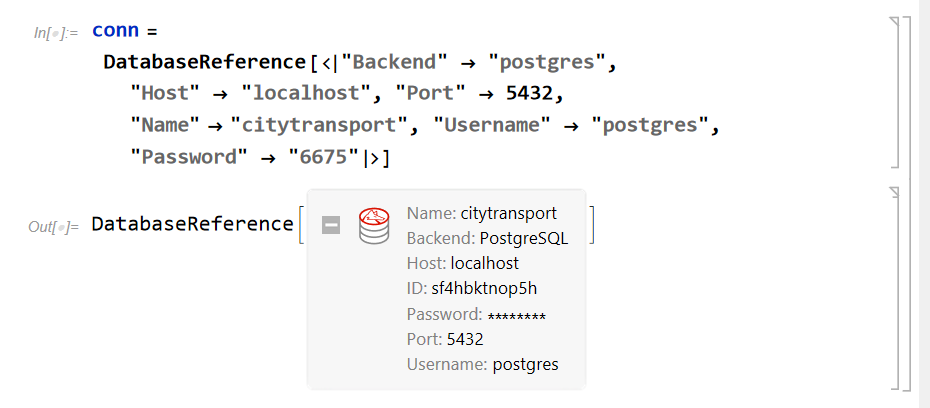 In[●]:= conn =
DatabaseReference[<|"Backend" → "postgres",
"Host" → "localhost", "Port" → 5432,
"Name" → "citytransport", "Username" → "postgres",
"Password" → "6675"|>]
Out[●]= DatabaseReference[
Name: citytransport
Backend: PostgreSQL
Host: localhost
ID: sf4hbktnop5h
Password: ********
Port: 5432
Username: postgres
]